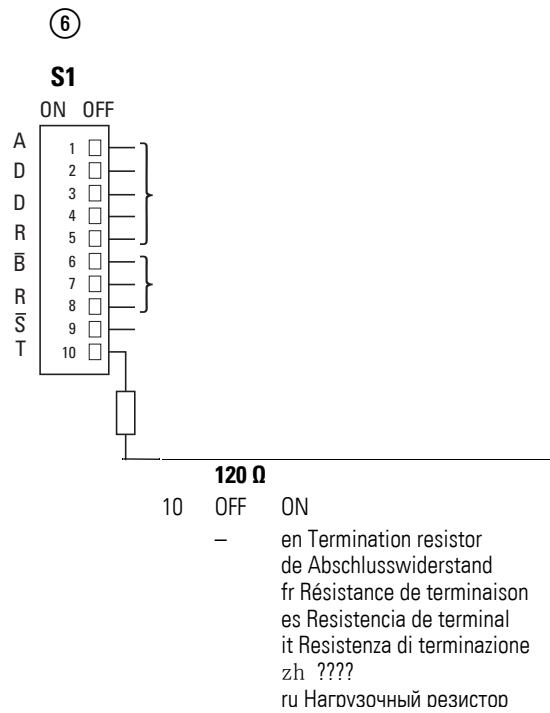 6
S1
ON OFF
A 1
D 2
D 3
4
R 5
B̅ 6
7
R 8
S̅ 9
T 10
120 Ω
10 OFF ON
– en Termination resistor
de Abschlusswiderstand
fr Résistance de terminaison
es Resistencia de terminal
it Resistenza di terminazione
zh ????
ru Нагрузочный резистор